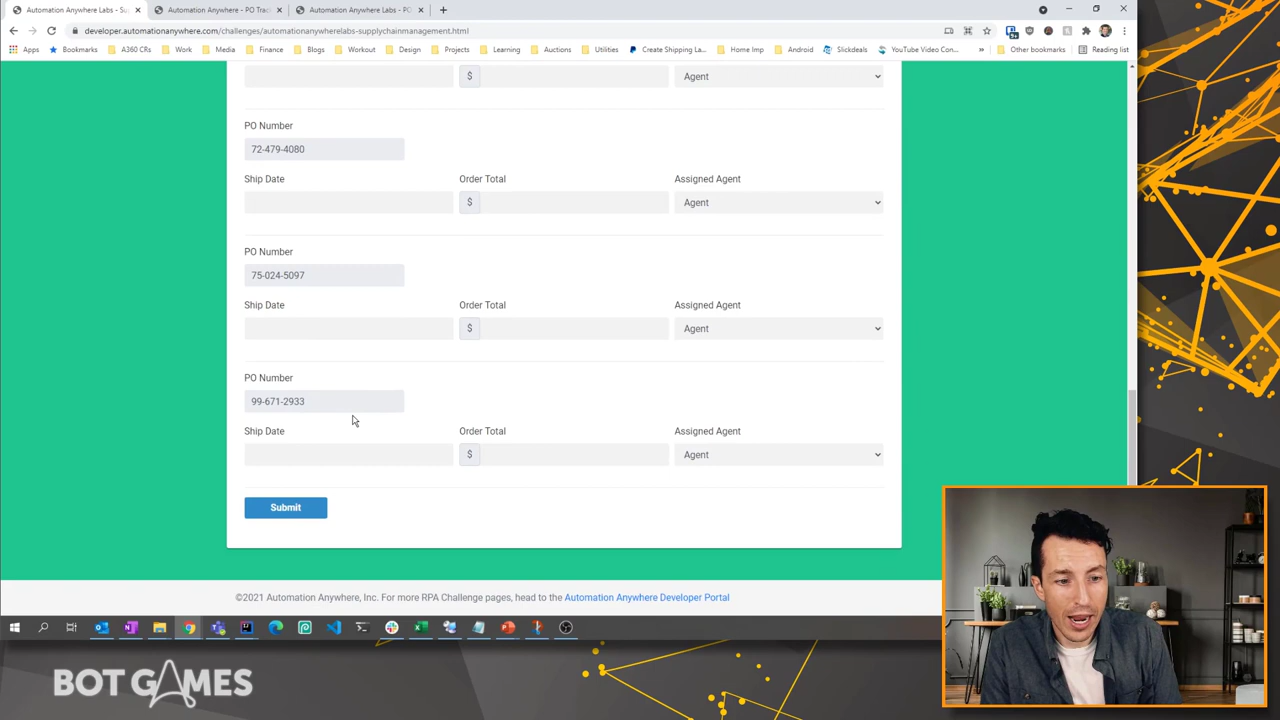 Automation Anywhere Labs - Su
Automation Anywhere - PO Trac
Automation Anywhere Labs - PO
developer.automationanywhere.com/challenges/automationanywherelabs-supplychainmanagement.html
Apps
Bookmarks
A360 CRs
Work
Media
Finance
Blogs
Workout
Design
Projects
Learning
Auctions
Utilities
Create Shipping La...
Home Imp
Android
Slickdeals
YouTube Video Con...
»
Other bookmarks
Reading list
$
Agent
PO Number
72-479-4080
Ship Date
Order Total
Assigned Agent
$
Agent
PO Number
75-024-5097
Ship Date
Order Total
Assigned Agent
$
Agent
PO Number
99-671-2933
Ship Date
Order Total
Assigned Agent
$
Agent
Submit
©2021 Automation Anywhere, Inc. For more RPA Challenge pages, head to the Automation Anywhere Developer Portal
BOT GAMES